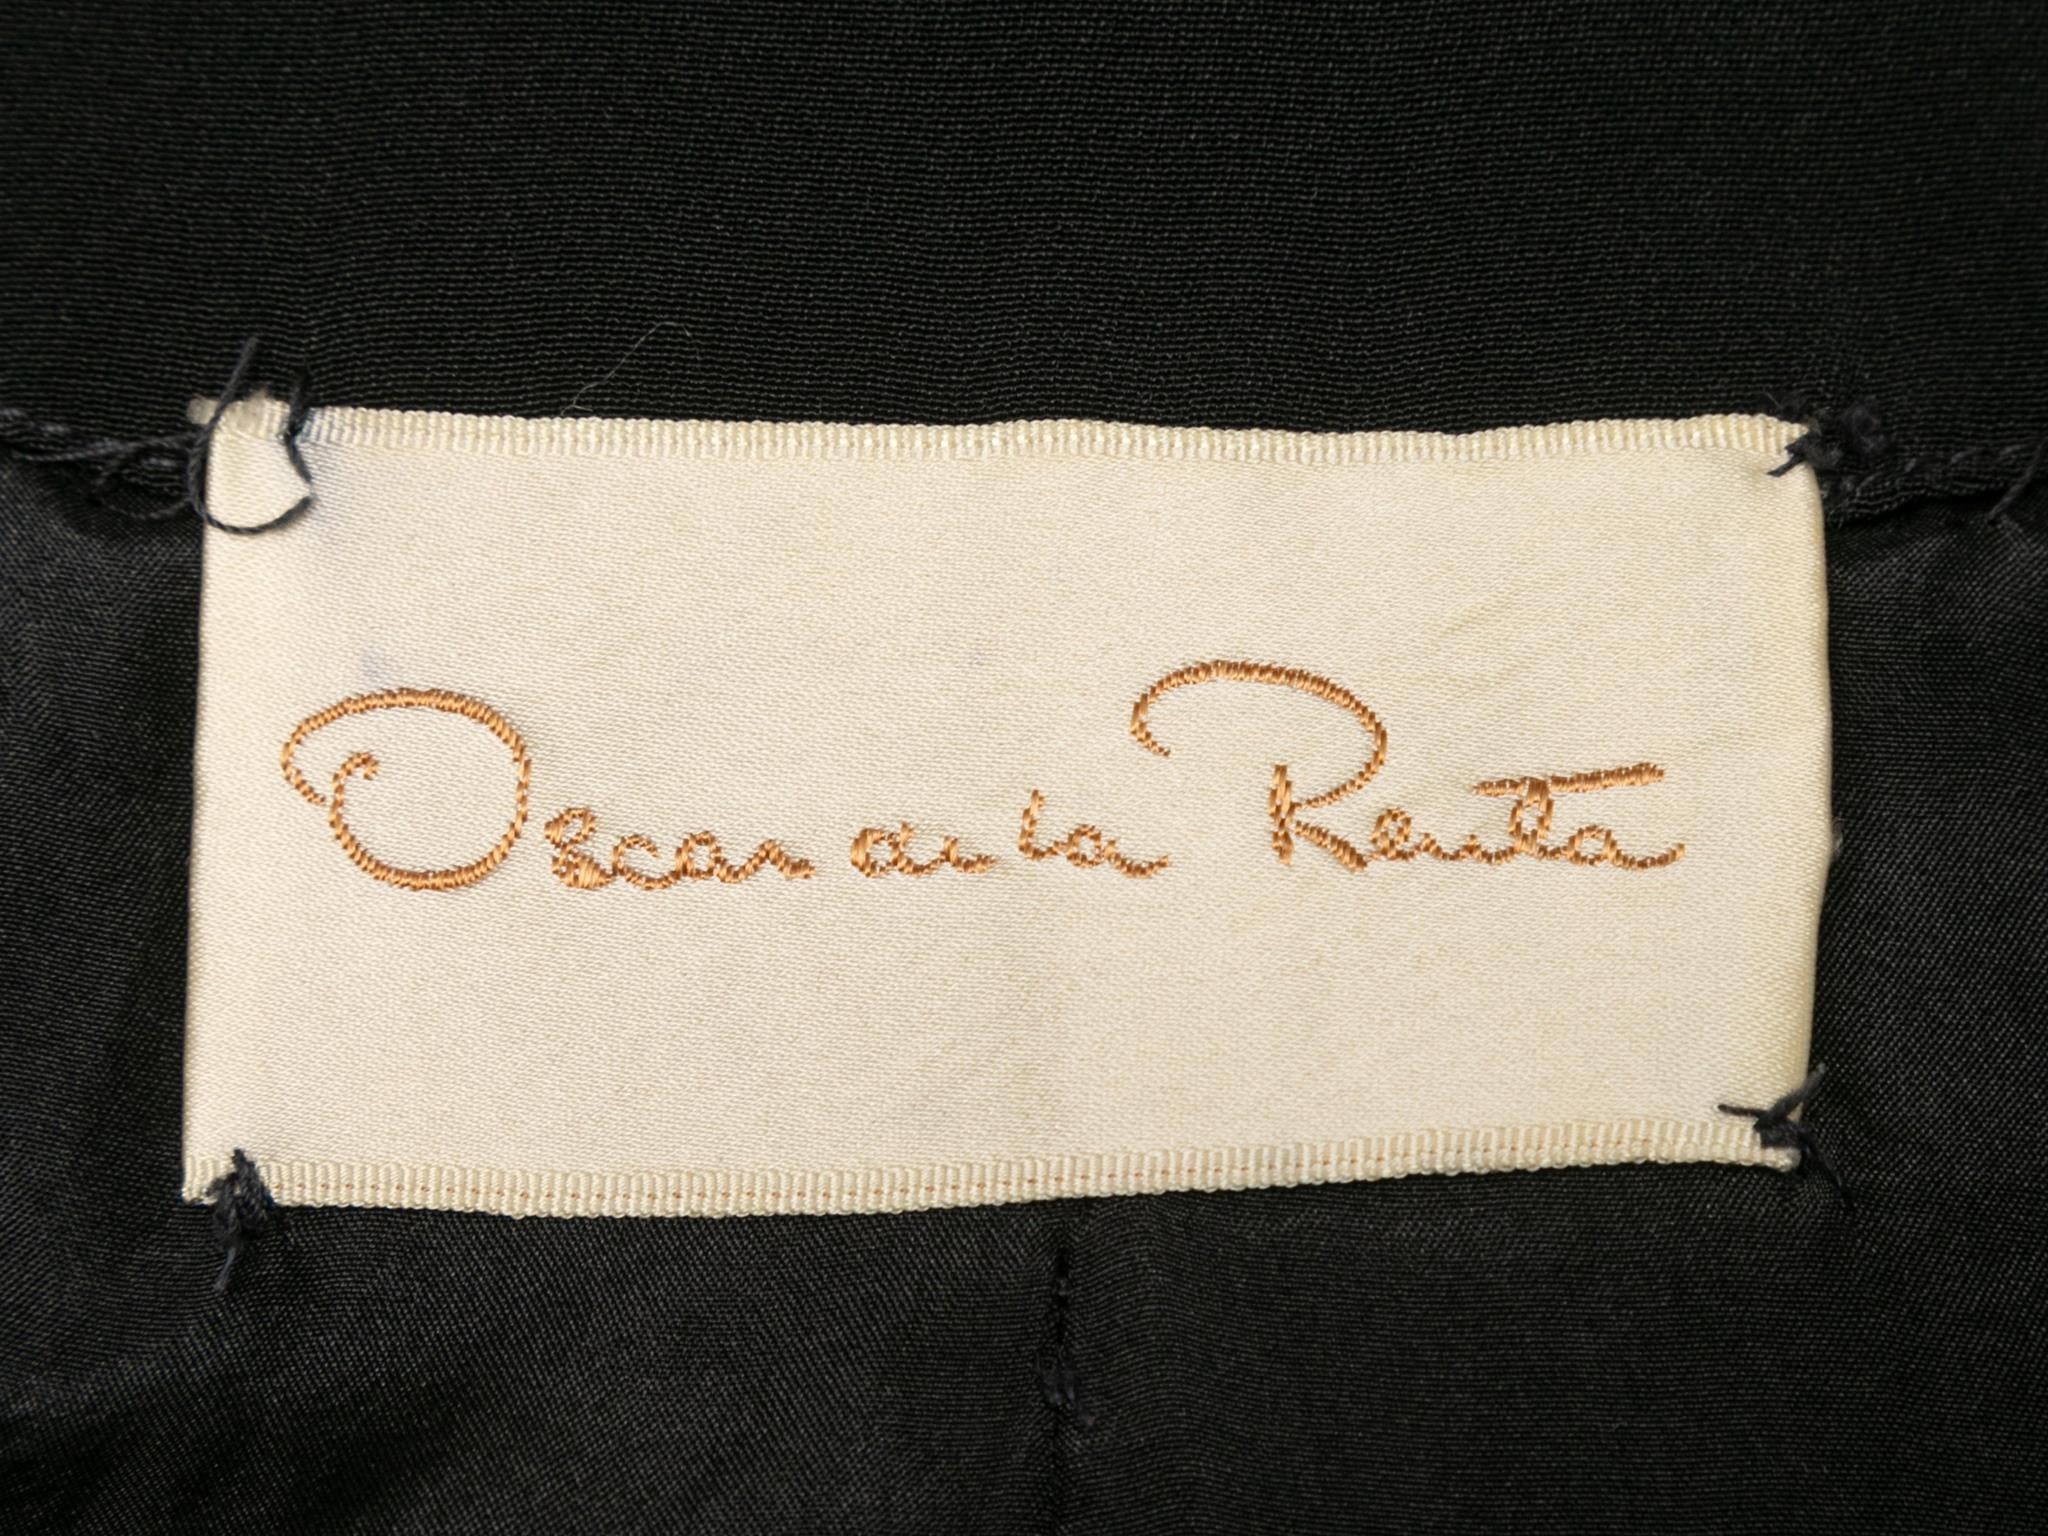 Oscar de la Renta